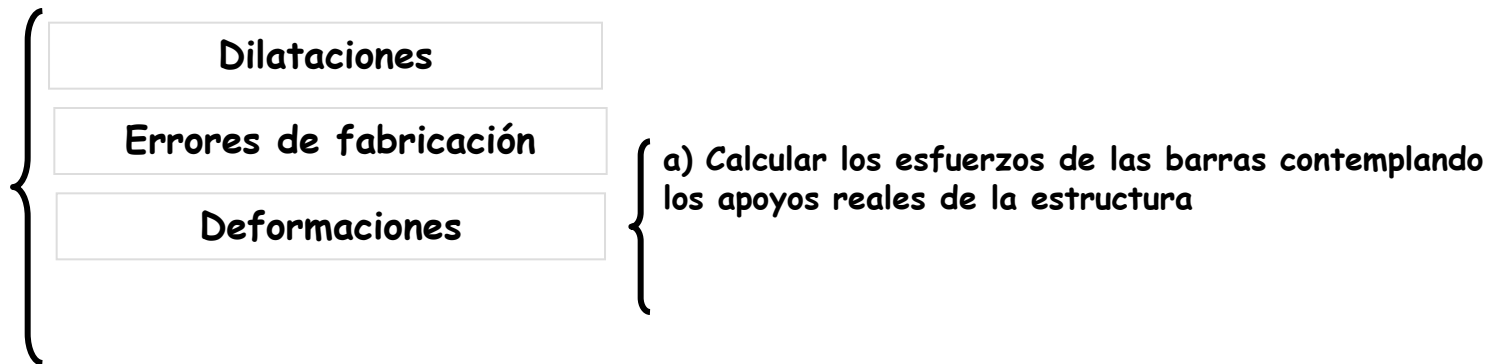 Dilataciones
Errores de fabricación
Deformaciones
a) Calcular los esfuerzos de las barras contemplando
los apoyos reales de la estructura